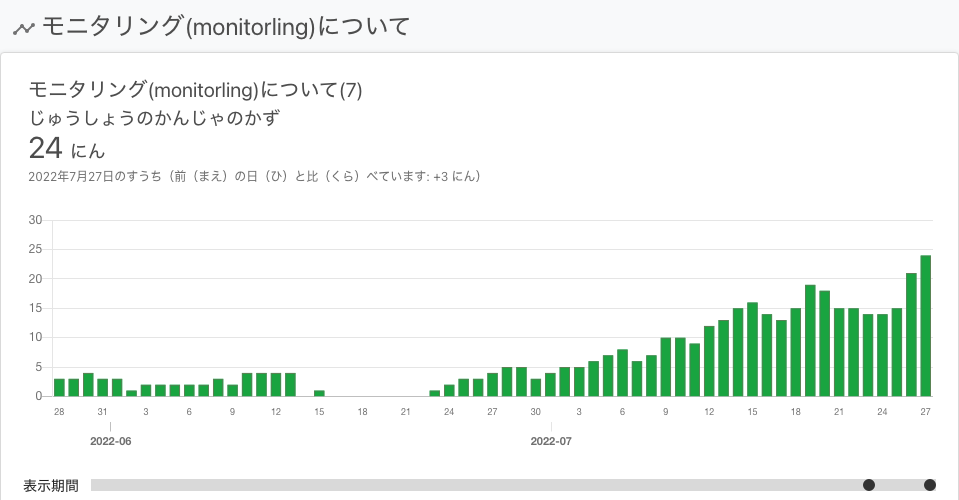 モニタリング(monitorling)について
モニタリング(monitorling)について(7)
じゅうしょうのかんじゃのかず
24 にん
2022年7月27日のすうち（前（まえ）の日（ひ）と比（くら）べています: +3 にん）
30
25
20
15
10
5
0
28 31 3 6 9 12 15 18 21 24 27 30 3 6 9 12 15 18 21 24 27
2022-06 2022-07
表示期間